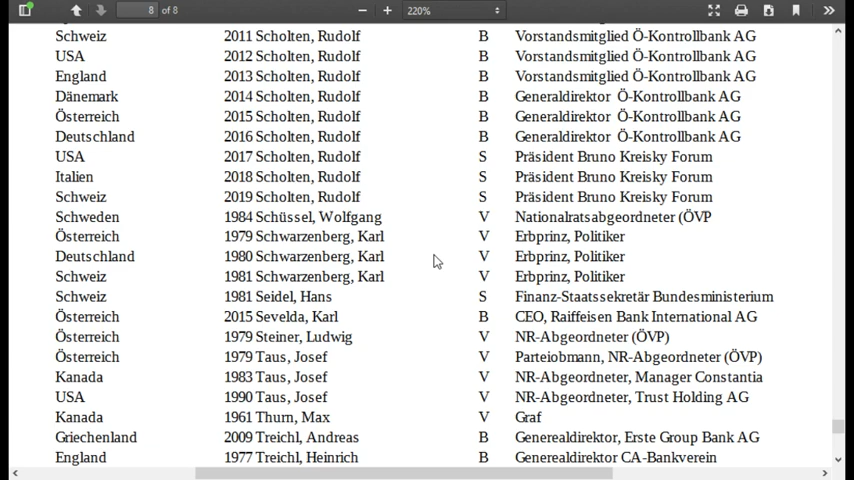 8 of 8 220%
Schweiz 2011 Scholten, Rudolf B Vorstandsmitglied Ö-Kontrollbank AG
USA 2012 Scholten, Rudolf B Vorstandsmitglied Ö-Kontrollbank AG
England 2013 Scholten, Rudolf B Vorstandsmitglied Ö-Kontrollbank AG
Dänemark 2014 Scholten, Rudolf B Generaldirektor Ö-Kontrollbank AG
Österreich 2015 Scholten, Rudolf B Generaldirektor Ö-Kontrollbank AG
Deutschland 2016 Scholten, Rudolf B Generaldirektor Ö-Kontrollbank AG
USA 2017 Scholten, Rudolf S Präsident Bruno Kreisky Forum
Italien 2018 Scholten, Rudolf S Präsident Bruno Kreisky Forum
Schweiz 2019 Scholten, Rudolf S Präsident Bruno Kreisky Forum
Schweden 1984 Schüssel, Wolfgang V Nationalratsabgeordneter (ÖVP
Österreich 1979 Schwarzenberg, Karl V Erbprinz, Politiker
Deutschland 1980 Schwarzenberg, Karl V Erbprinz, Politiker
Schweiz 1981 Schwarzenberg, Karl V Erbprinz, Politiker
Schweiz 1981 Seidel, Hans S Finanz-Staatssekretär Bundesministerium
Österreich 2015 Sevelda, Karl B CEO, Raiffeisen Bank International AG
Österreich 1979 Steiner, Ludwig V NR-Abgeordneter (ÖVP)
Österreich 1979 Taus, Josef V Parteiobmann, NR-Abgeordneter (ÖVP)
Kanada 1983 Taus, Josef V NR-Abgeordneter, Manager Constantia
USA 1990 Taus, Josef V NR-Abgeordneter, Trust Holding AG
Kanada 1961 Thurn, Max V Graf
Griechenland 2009 Treichl, Andreas B Genereraldirektor, Erste Group Bank AG
England 1977 Treichl, Heinrich B Genereraldirektor CA-Bankverein